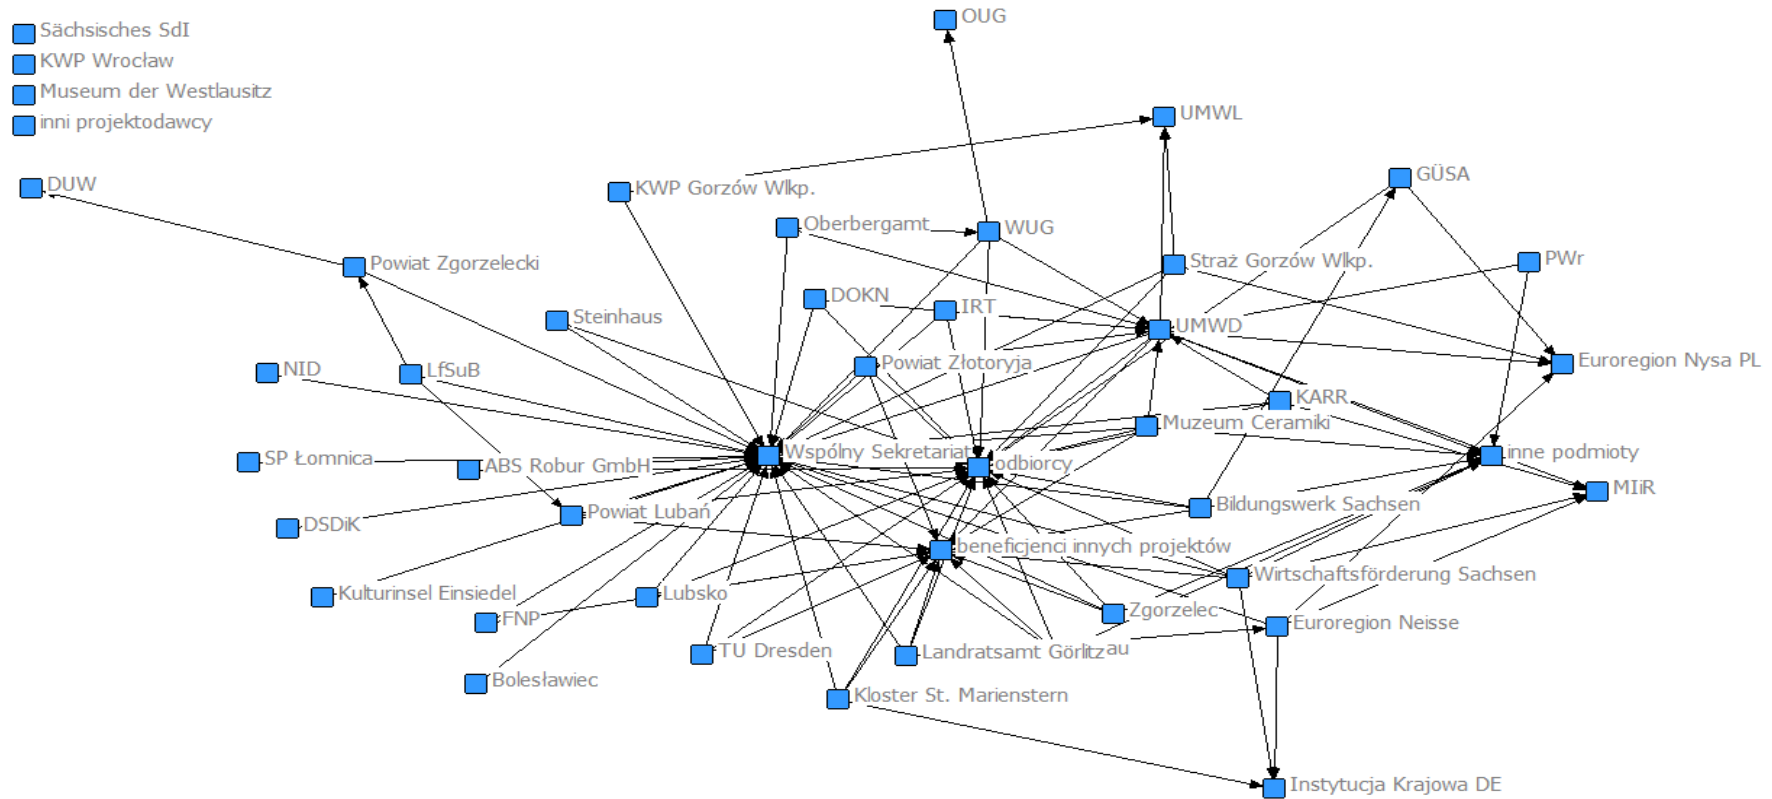 Sächsisches SdI
KWP Wrocław
Museum der Westlausitz
inni projektodawcy
OUG
UMWL
GÜSA
DUW
KWP Gorzów Wlkp.
Oberbergamt
WUG
Straż Gorzów Wlkp.
PWr
Powiat Zgorzelecki
DOKN
IRT
Steinhaus
UMWD
Powiat Złotoryja
Euroregion Nysa PL
NID
LfSuB
KARR
Muzeum Ceramiki
Wspólny Sekretariat
odbiorcy
inne podmioty
SP Łomnica
ABS Robur GmbH
MIiR
Bildungswerk Sachsen
Powiat Lubań
DSDiK
beneficjenci innych projektów
Wirtschaftsförderung Sachsen
Kulturinsel Einsiedel
Lubsko
FNP
Zgorzelec
Euroregion Neisse
TU Dresden
Landratsamt Görlitz
Bolesławiec
Kloster St. Marienstern
Instytucja Krajowa DE